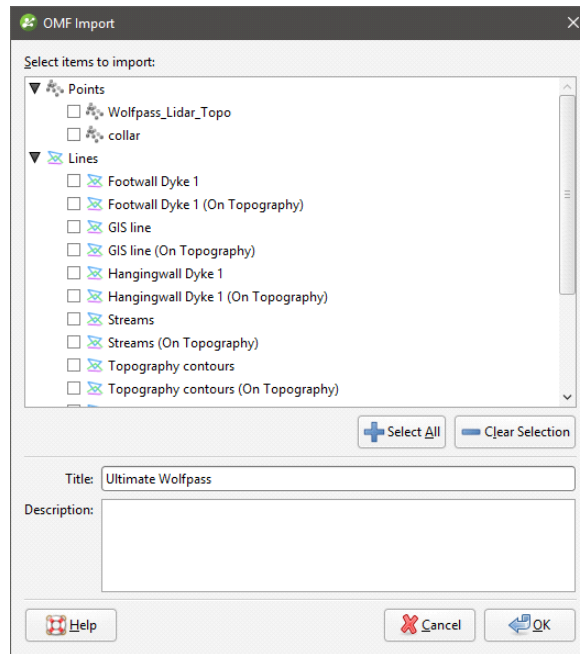 OMF Import
Select items to import:
Points
Wolfpass_Lidar_Topo
collar
Lines
Footwall Dyke 1
Footwall Dyke 1 (On Topography)
GIS line
GIS line (On Topography)
Hangingwall Dyke 1
Hangingwall Dyke 1 (On Topography)
Streams
Streams (On Topography)
Topography contours
Topography contours (On Topography)
Select All
Clear Selection
Title: Ultimate Wolfpass
Description:
Help
Cancel
OK